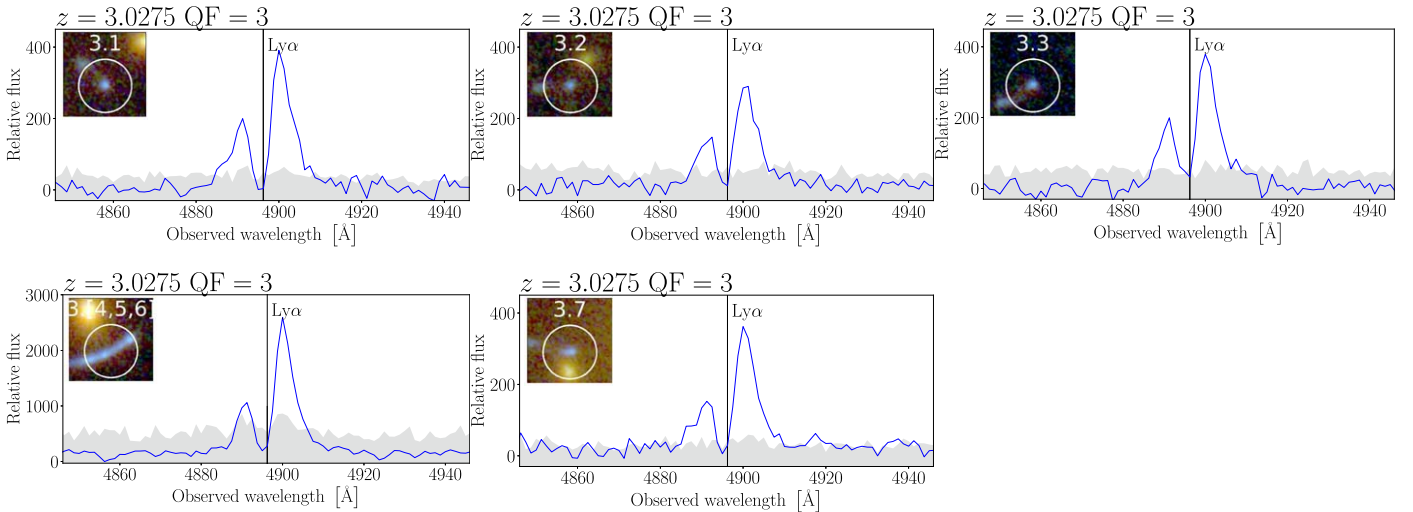 z = 3.0275 QF = 3
400
200
0
Relative flux
3.1
Lyα
4860
4880
4900
4920
4940
Observed wavelength [Å]
z = 3.0275 QF = 3
400
200
0
Relative flux
3.2
Lyα
4860
4880
4900
4920
4940
Observed wavelength [Å]
z = 3.0275 QF = 3
400
200
0
Relative flux
3.3
Lyα
4860
4880
4900
4920
4940
Observed wavelength [Å]
z = 3.0275 QF = 3
3000
2000
1000
0
Relative flux
Lyα
4860
4880
4900
4920
4940
Observed wavelength [Å]
z = 3.0275 QF = 3
400
200
0
Relative flux
3.7
Lyα
4860
4880
4900
4920
4940
Observed wavelength [Å]